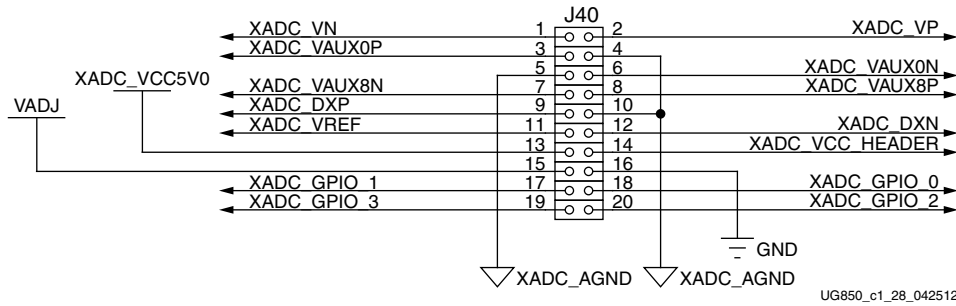 J40
XADC_VN 1 2 XADC_VP
XADC_VAUX0P 3 4
5 6 XADC_VAUX0N
XADC_VCC5V0
XADC_VAUX8N 7 8 XADC_VAUX8P
VADJ
XADC_DXP 9 10
XADC_VREF 11 12 XADC_DXN
13 14 XADC_VCC_HEADER
15 16
XADC_GPIO_1 17 18 XADC_GPIO_0
XADC_GPIO_3 19 20 XADC_GPIO_2
GND
XADC_AGND XADC_AGND
UG850_c1_28_042512